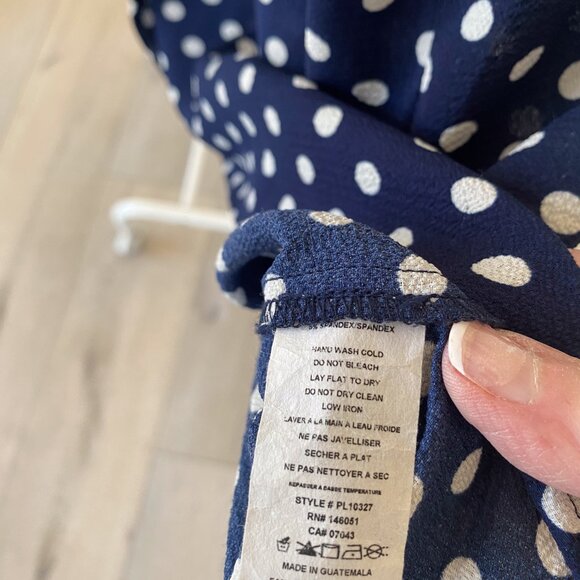 5% SPANDEX/SPANDEX
HAND WASH COLD
DO NOT BLEACH
LAY FLAT TO DRY
DO NOT DRY CLEAN
LOW IRON
LAVER A LA MAIN A LEAU FROIDE
NE PAS JAVELLISER
SECHER A PLAT
NE PAS NETTOYER A SEC
REPASSER A BASSE TEMPERATURE
STYLE # PL10327
RN# 146051
CA# 07043
MADE IN GUATEMALA